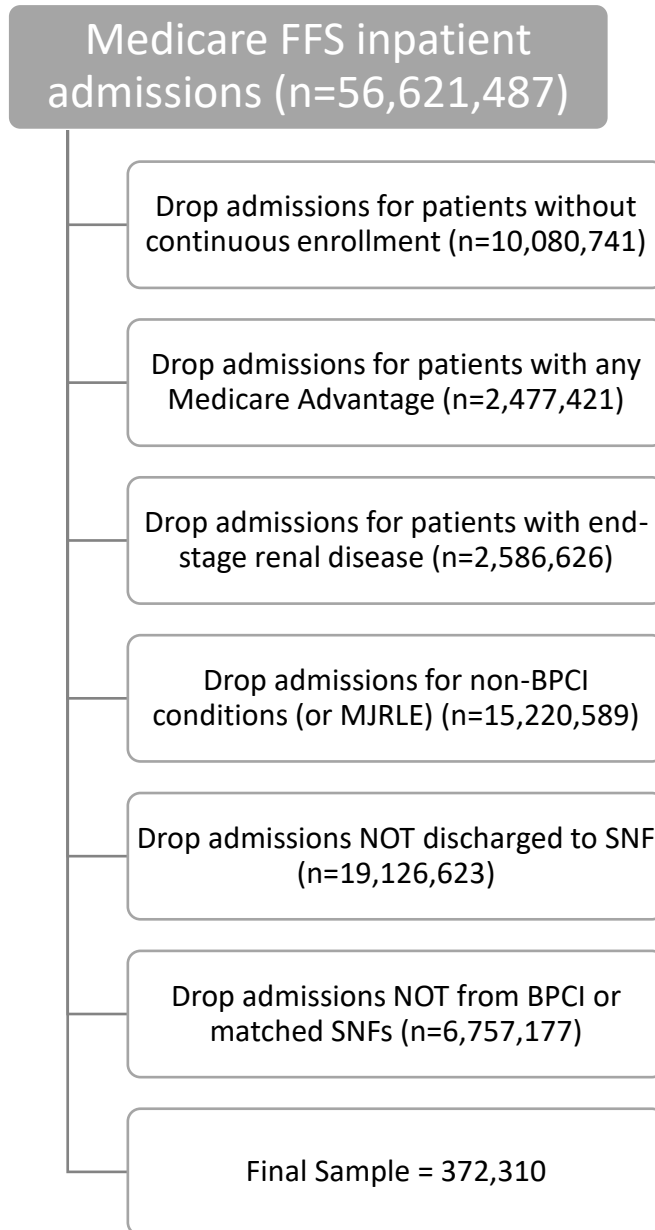 Medicare FFS inpatient
admissions (n=56,621,487)
Drop admissions for patients without
continuous enrollment (n=10,080,741)
Drop admissions for patients with any
Medicare Advantage (n=2,477,421)
Drop admissions for patients with end-
stage renal disease (n=2,586,626)
Drop admissions for non-BPCI
conditions (or MJRLE) (n=15,220,589)
Drop admissions NOT discharged to SNF
(n=19,126,623)
Drop admissions NOT from BPCI or
matched SNFs (n=6,757,177)
Final Sample = 372,310